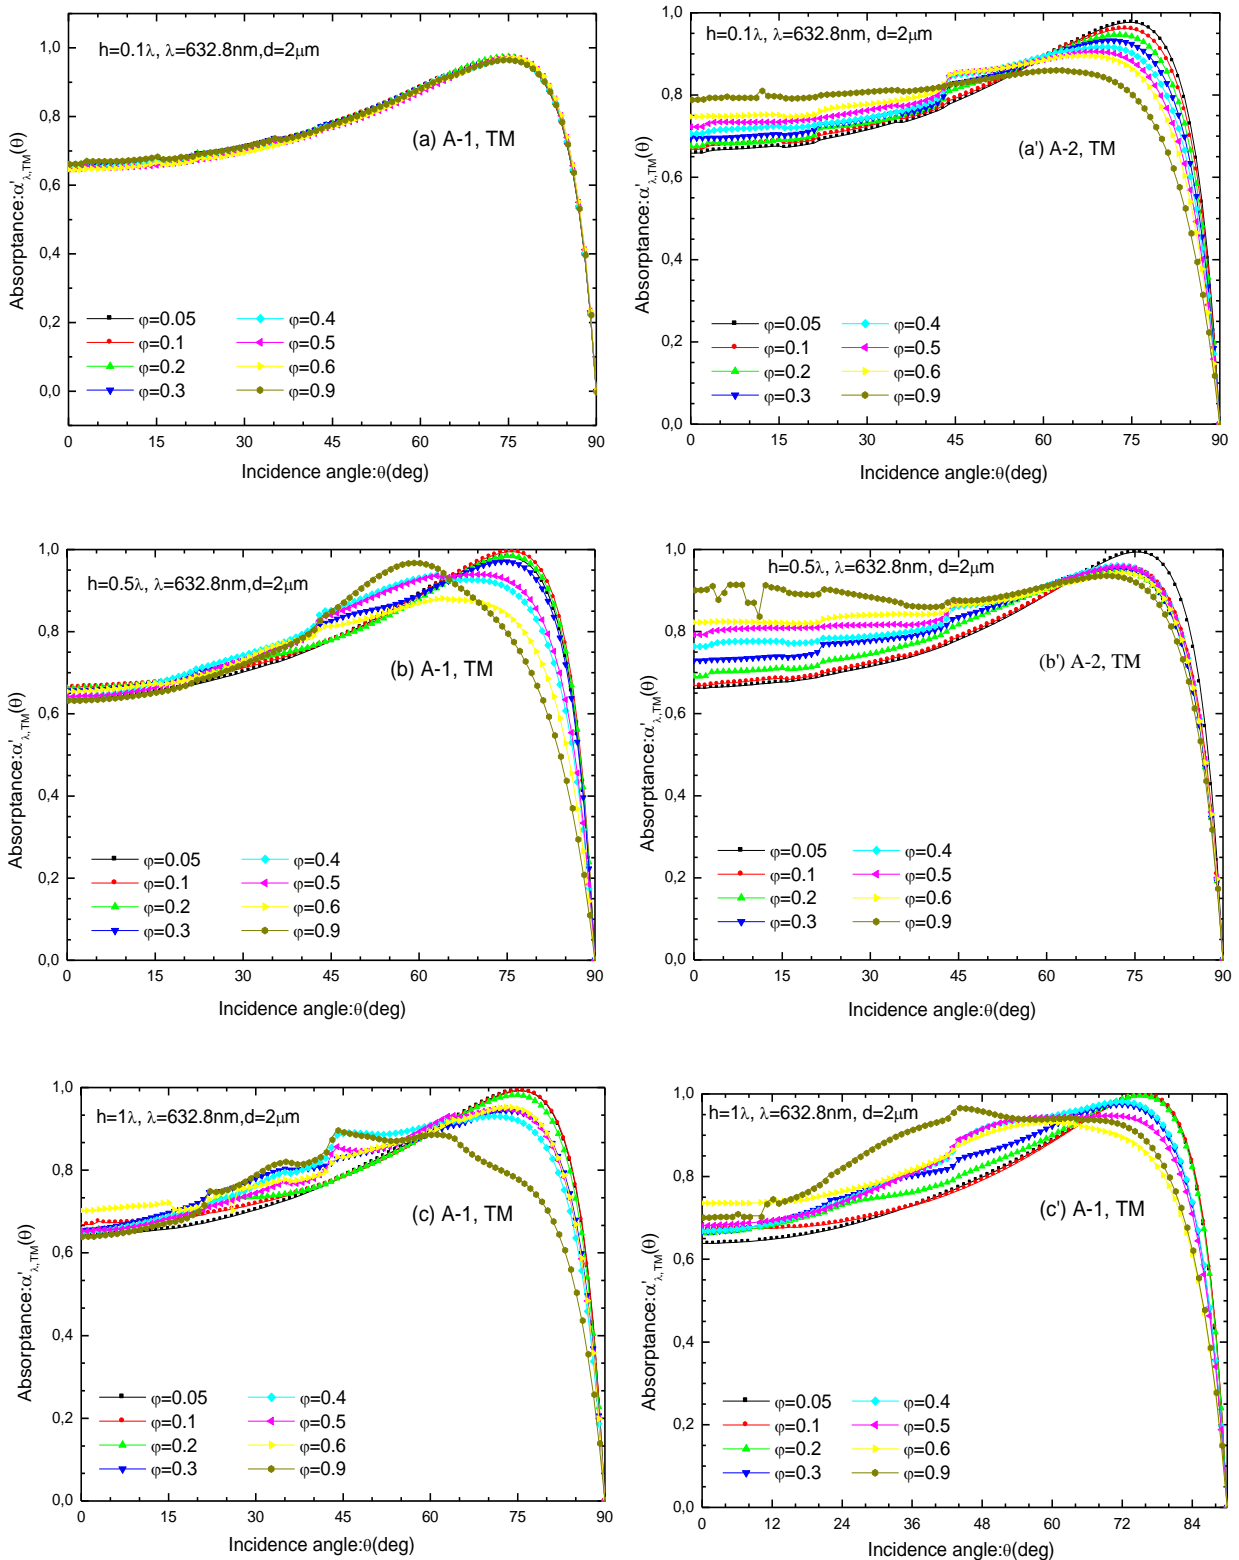 h=0.1λ, λ=632.8nm,d=2μm
(a) A-1, TM
Absorptance:α'λ,TM(θ)
1,0
0,8
0,6
0,4
0,2
0,0
φ=0.05 φ=0.4
φ=0.1 φ=0.5
φ=0.2 φ=0.6
φ=0.3 φ=0.9
0 15 30 45 60 75 90
Incidence angle:θ(deg)
h=0.1λ, λ=632.8nm, d=2μm
(a') A-2, TM
Absorptance:α'λ,TM(θ)
1,0
0,8
0,6
0,4
0,2
0,0
φ=0.05 φ=0.4
φ=0.1 φ=0.5
φ=0.2 φ=0.6
φ=0.3 φ=0.9
0 15 30 45 60 75 90
Incidence angle:θ(deg)
h=0.5λ, λ=632.8nm,d=2μm
(b) A-1, TM
Absorptance:α'λ,TM(θ)
1,0
0,8
0,6
0,4
0,2
0,0
φ=0.05 φ=0.4
φ=0.1 φ=0.5
φ=0.2 φ=0.6
φ=0.3 φ=0.9
0 15 30 45 60 75 90
Incidence angle:θ(deg)
h=0.5λ, λ=632.8nm, d=2μm
(b') A-2, TM
Absorptance:α'λ,TM(θ)
1,0
0,8
0,6
0,4
0,2
0,0
φ=0.05 φ=0.4
φ=0.1 φ=0.5
φ=0.2 φ=0.6
φ=0.3 φ=0.9
0 15 30 45 60 75 90
Incidence angle:θ(deg)
h=1λ, λ=632.8nm,d=2μm
(c) A-1, TM
Absorptance:α'λ,TM(θ)
1,0
0,8
0,6
0,4
0,2
0,0
φ=0.05 φ=0.4
φ=0.1 φ=0.5
φ=0.2 φ=0.6
φ=0.3 φ=0.9
0 15 30 45 60 75 90
Incidence angle:θ(deg)
h=1λ, λ=632.8nm, d=2μm
(c') A-1, TM
Absorptance:α'λ,TM(θ)
1,0
0,8
0,6
0,4
0,2
0,0
φ=0.05 φ=0.4
φ=0.1 φ=0.5
φ=0.2 φ=0.6
φ=0.3 φ=0.9
0 12 24 36 48 60 72 84
Incidence angle:θ(deg)